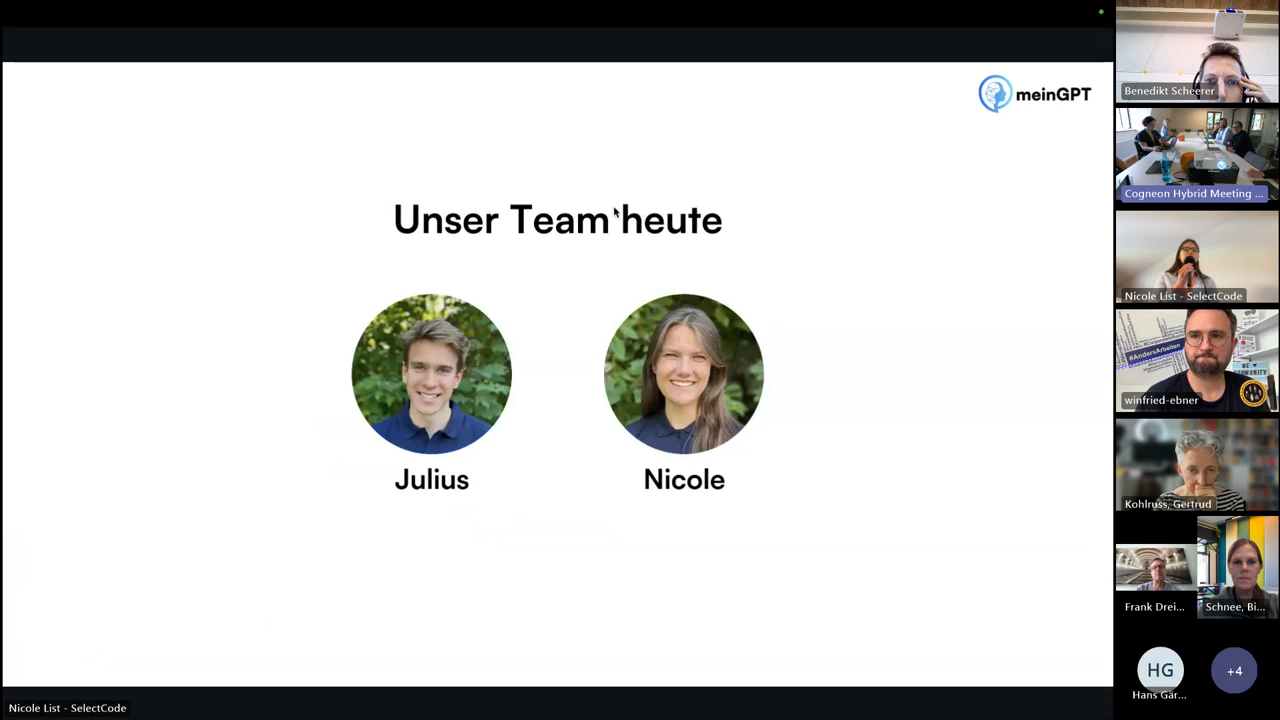 meinGPT
Unser Team heute
Julius
Nicole
Nicole List - SelectCode
Benedikt Scheerer
Cogneon Hybrid Meeting ...
Nicole List - SelectCode
#AndersArbeiten
winfried-ebner
Kohlruss, Gertrud
Frank Drei...
Schnee, Bi...
HG
Hans Gär...
+4